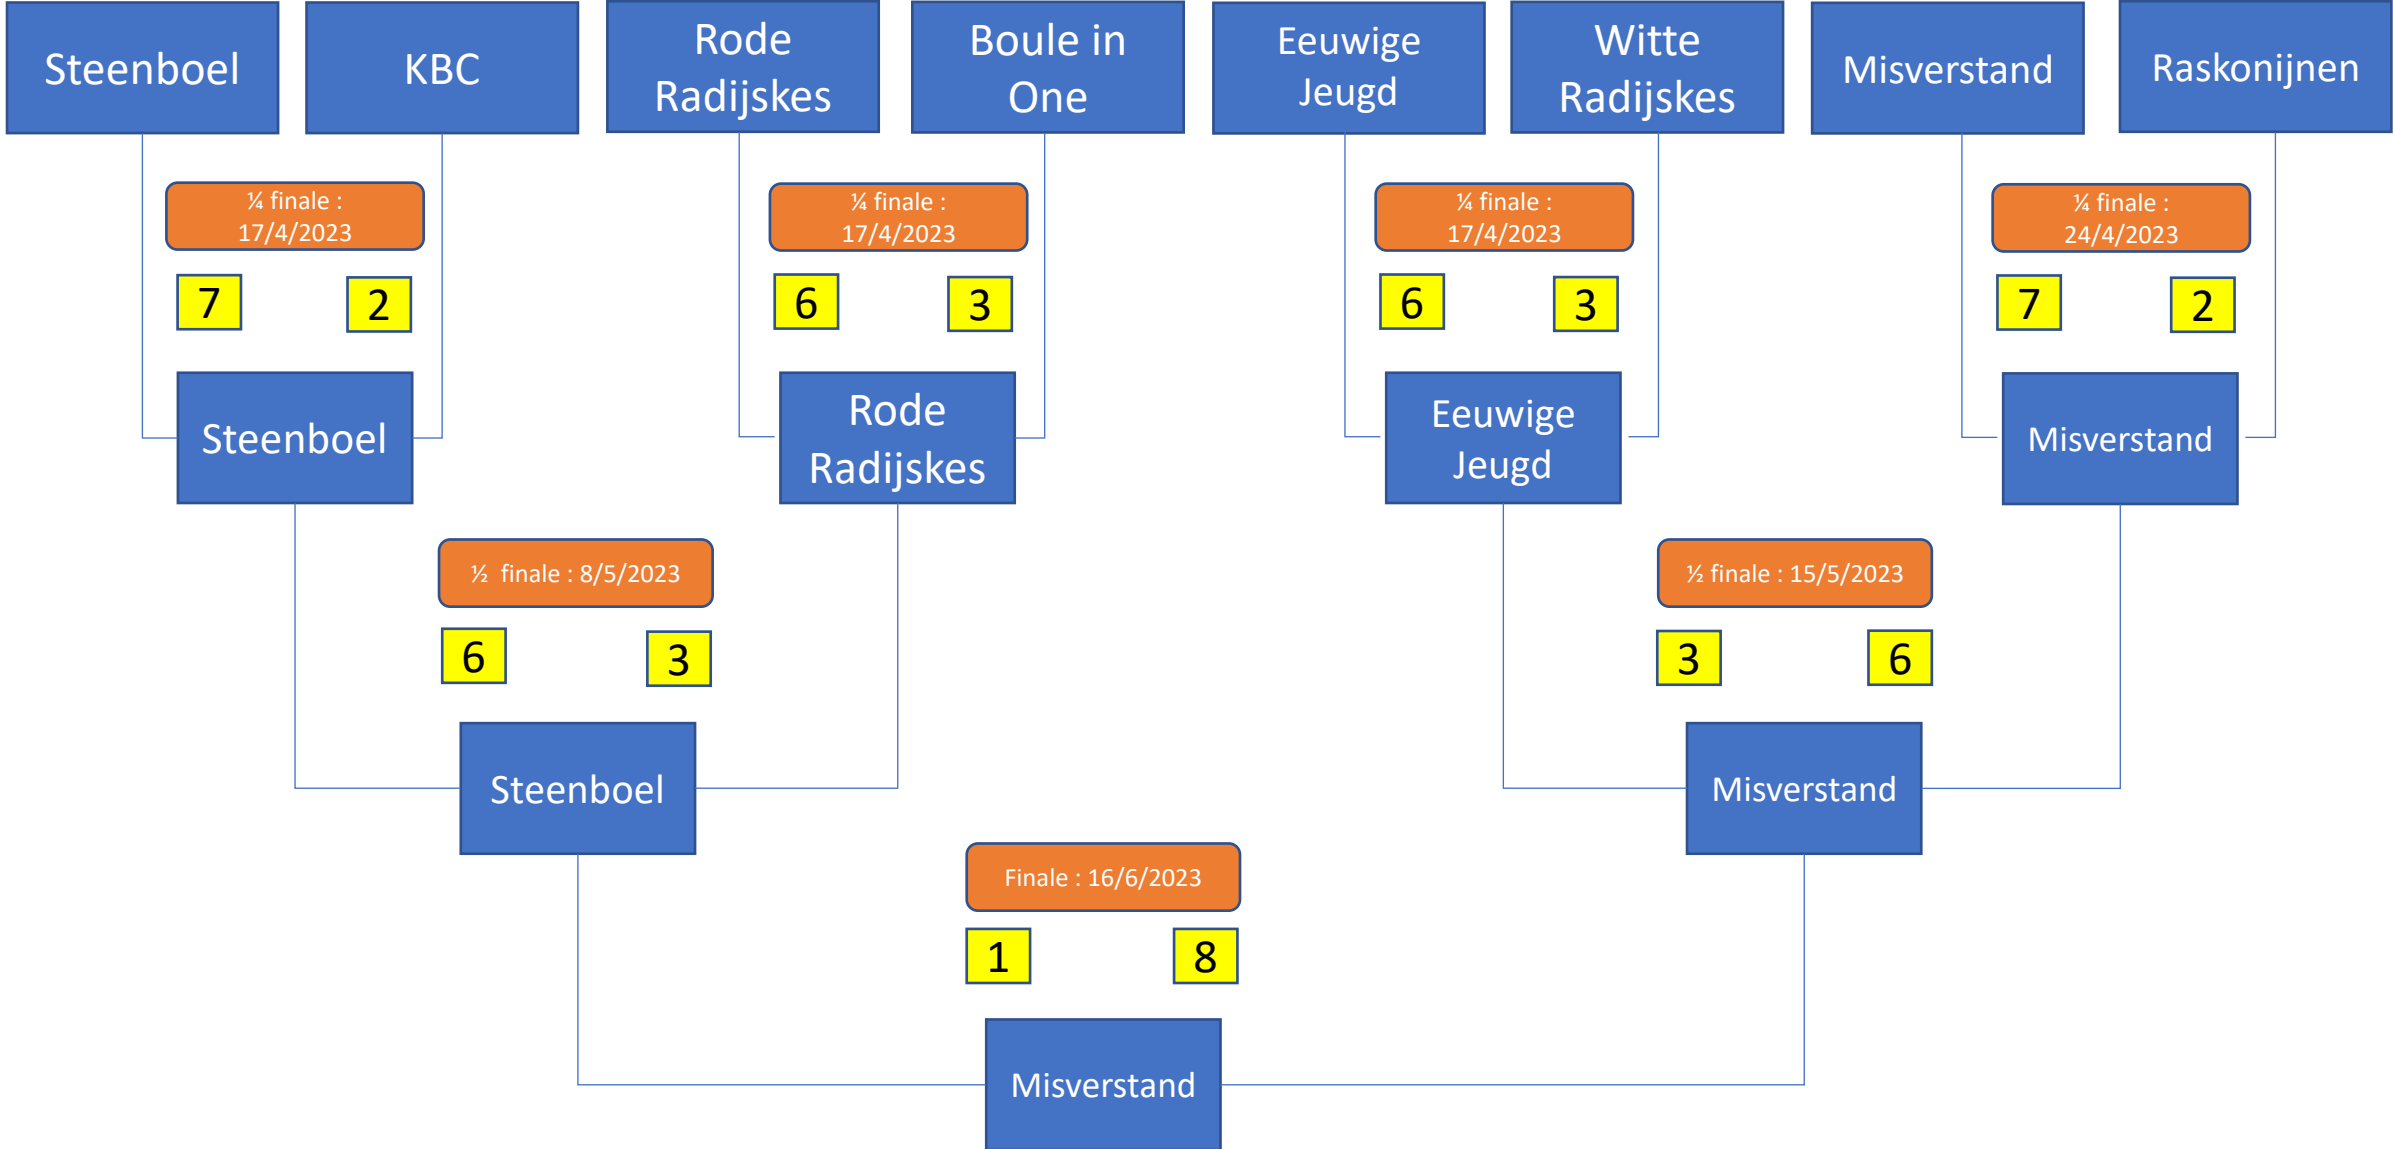 Steenboel
KBC
Rode
Radijskes
Boule in
One
Eeuwige
Jeugd
Witte
Radijskes
Misverstand
Raskonijnen
¼ finale :
17/4/2023
¼ finale :
17/4/2023
¼ finale :
17/4/2023
¼ finale :
24/4/2023
7
2
6
3
6
3
7
2
Steenboel
Rode
Radijskes
Eeuwige
Jeugd
Misverstand
½ finale : 8/5/2023
½ finale : 15/5/2023
6
3
3
6
Steenboel
Misverstand
Finale : 16/6/2023
1
8
Misverstand